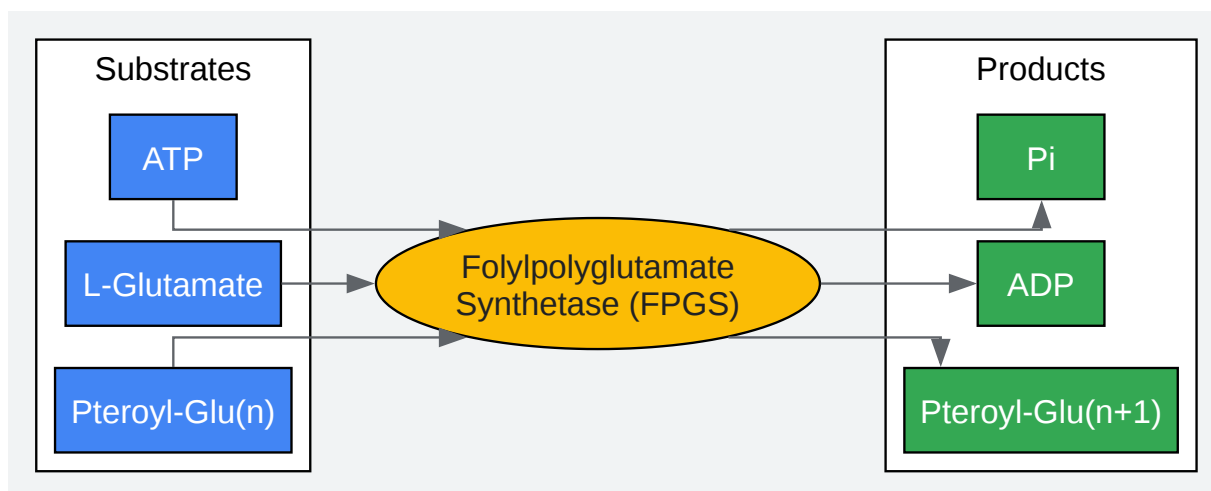 Substrates
ATP
L-Glutamate
Pteroyl-Glu(n)
Folylpolyglutamate
Synthetase (FPGS)
Products
Pi
ADP
Pteroyl-Glu(n+1)